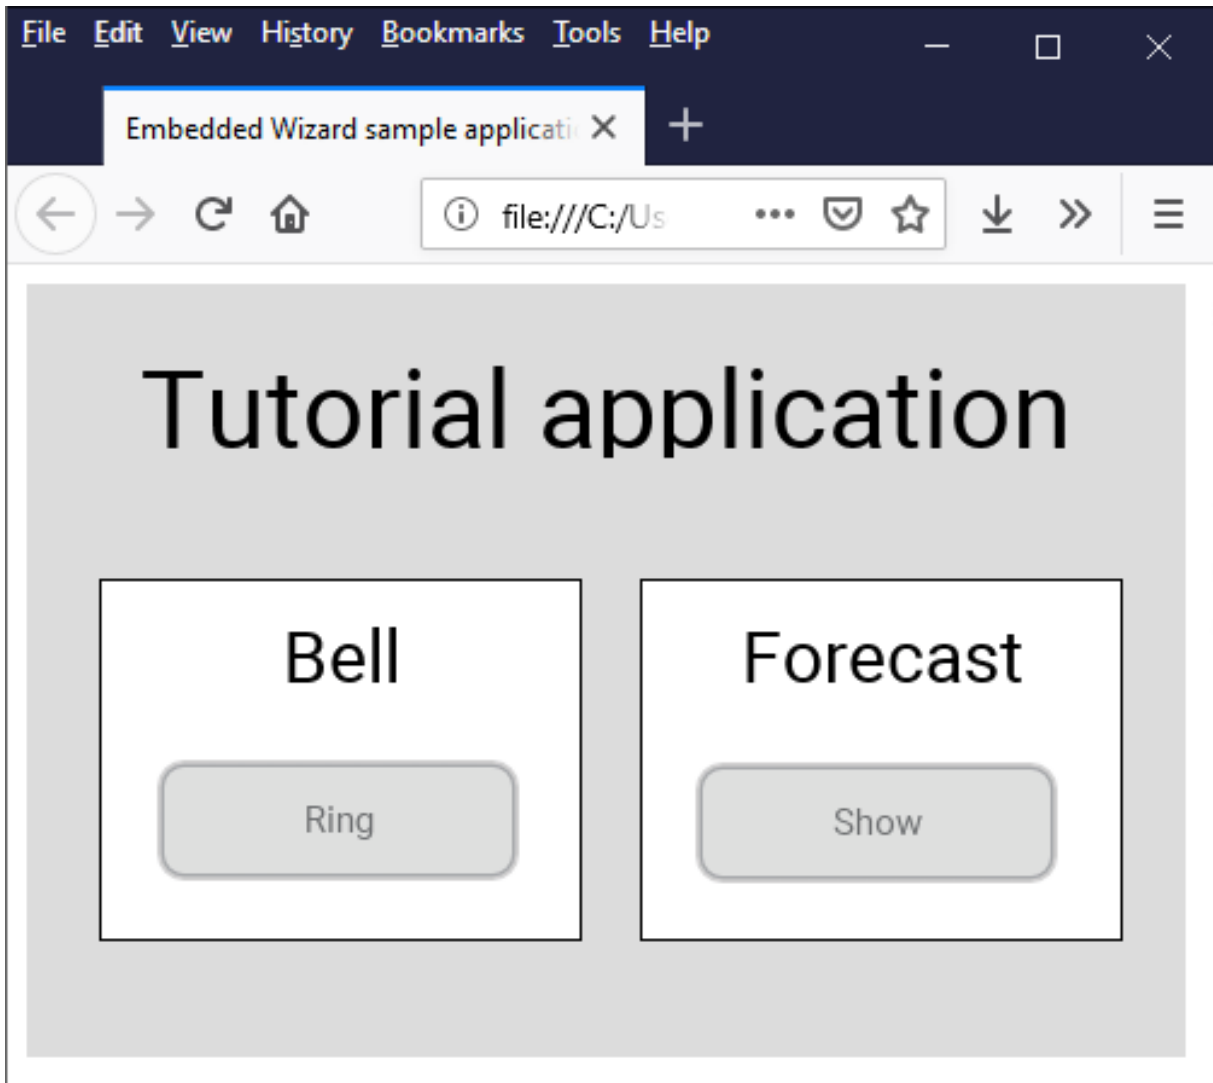 File Edit View History Bookmarks Tools Help
Embedded Wizard sample applicati
file:///C:/Us
Tutorial application
Bell
Forecast
Ring
Show